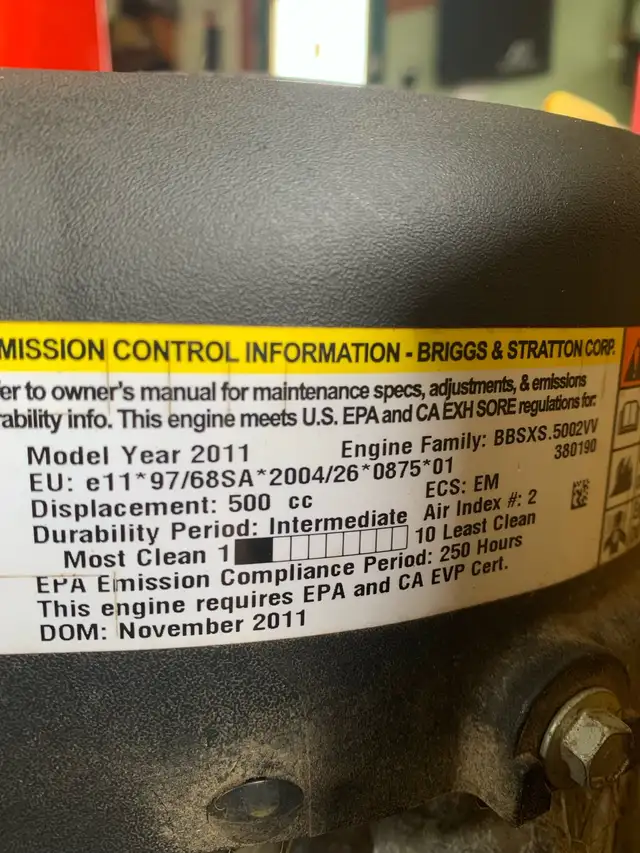 MISSION CONTROL INFORMATION - BRIGGS & STRATTON CORP.
er to owner's manual for maintenance specs, adjustments, & emissions
rability info. This engine meets U.S. EPA and CA EXH SORE regulations for:
Model Year 2011 Engine Family: BBSXS.5002VV
EU: e11*97/68SA*2004/26*0875*01 380190
Displacement: 500 cc ECS: EM
Durability Period: Intermediate Air Index #: 2
Most Clean 1 10 Least Clean
EPA Emission Compliance Period: 250 Hours
This engine requires EPA and CA EVP Cert.
DOM: November 2011